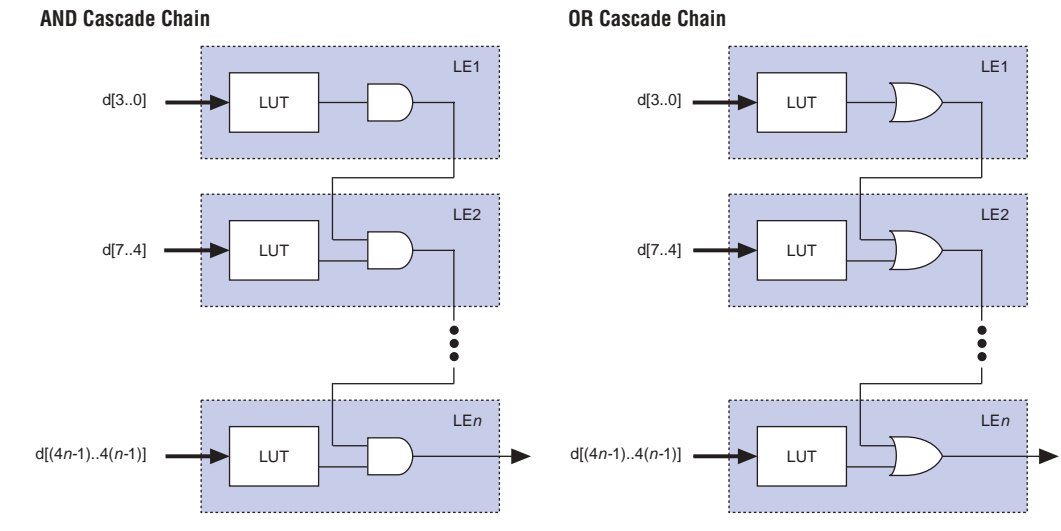 AND Cascade Chain
OR Cascade Chain
LE1
d[3..0]
LUT
LE2
d[7..4]
LUT
LEn
d[(4n-1)..4(n-1)]
LUT
LE1
d[3..0]
LUT
LE2
d[7..4]
LUT
LEn
d[(4n-1)..4(n-1)]
LUT